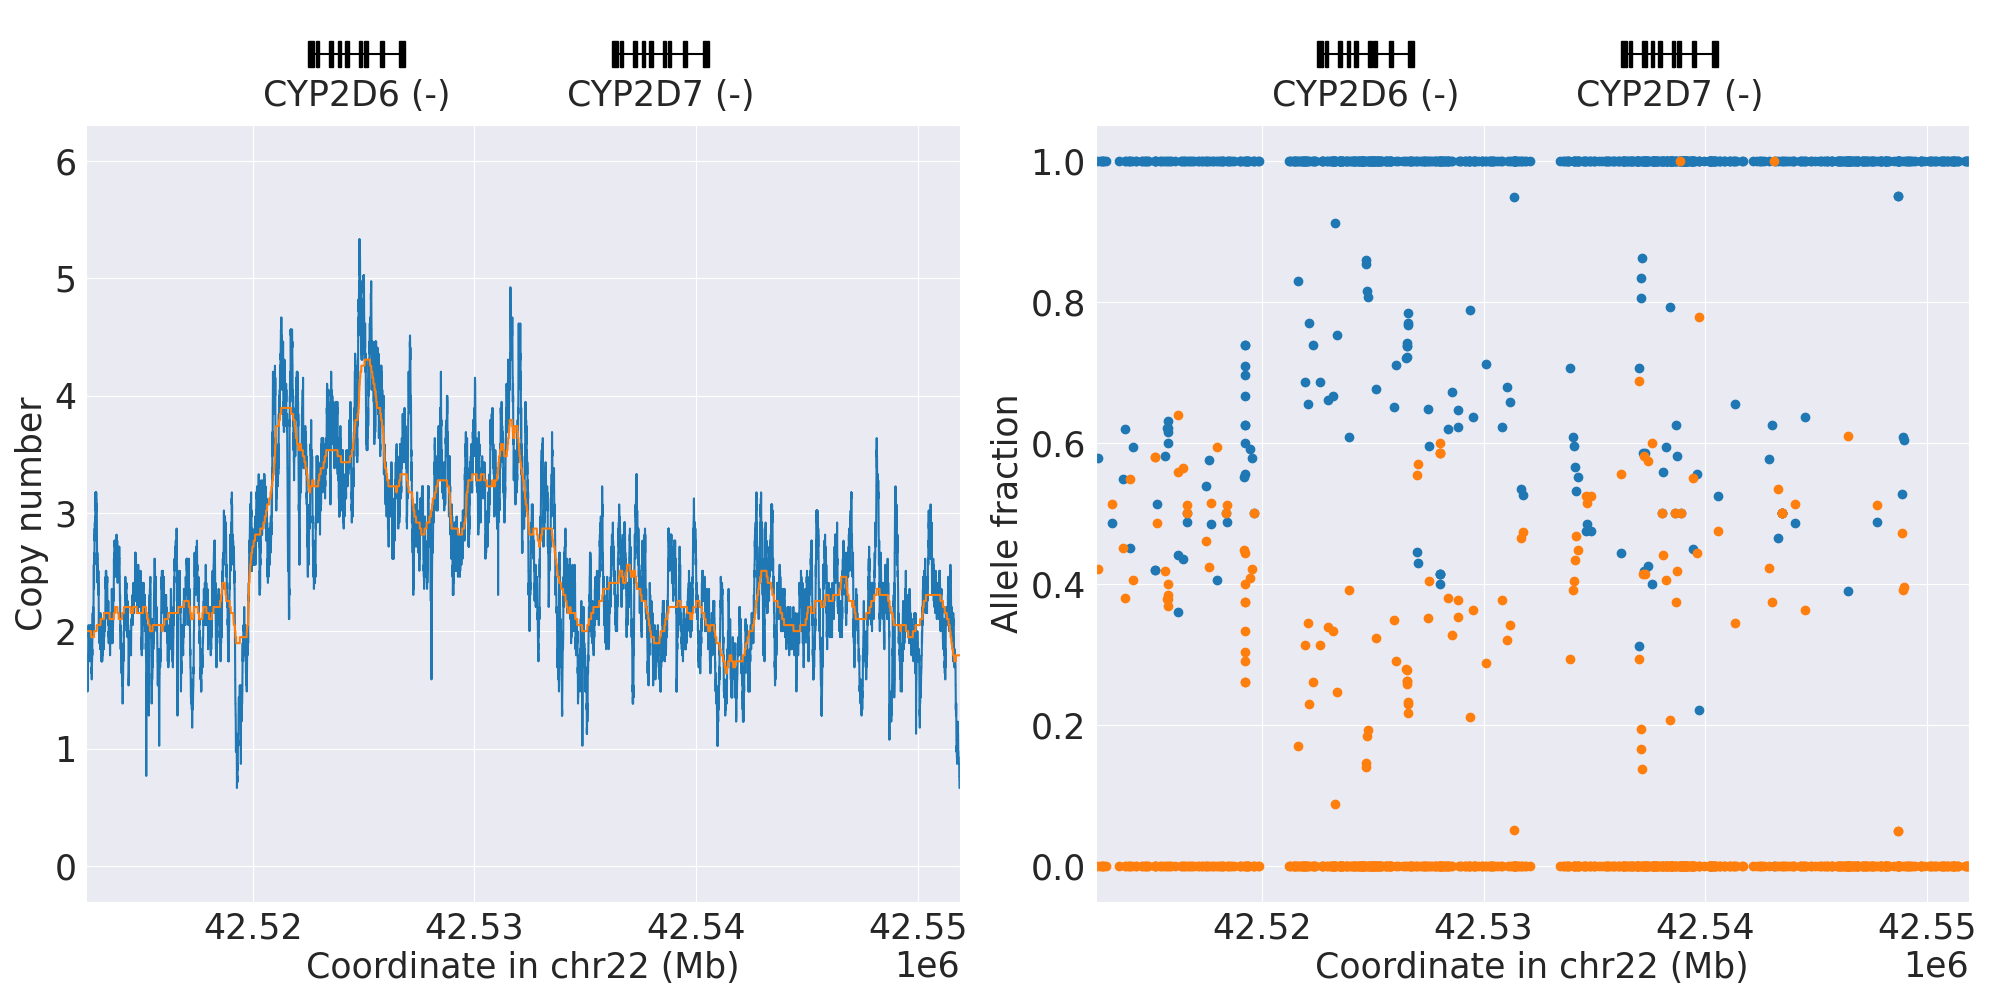 CYP2D6 (-) CYP2D7 (-)
6
5
4
3
2
1
0
Copy number
42.52 42.53 42.54 42.55
Coordinate in chr22 (Mb)
1e6
CYP2D6 (-) CYP2D7 (-)
1.0
0.8
0.6
0.4
0.2
0.0
Allele fraction
42.52 42.53 42.54 42.55
Coordinate in chr22 (Mb)
1e6